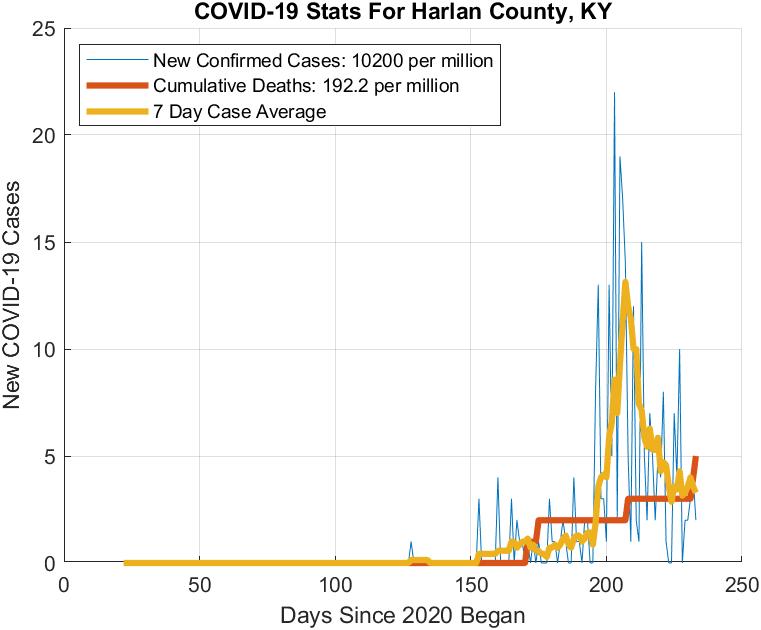 COVID-19 Stats For Harlan County, KY
25
New Confirmed Cases: 10200 per million
Cumulative Deaths: 192.2 per million
7 Day Case Average
20
15
10
5
0
New COVID-19 Cases
0 50 100 150 200 250
Days Since 2020 Began